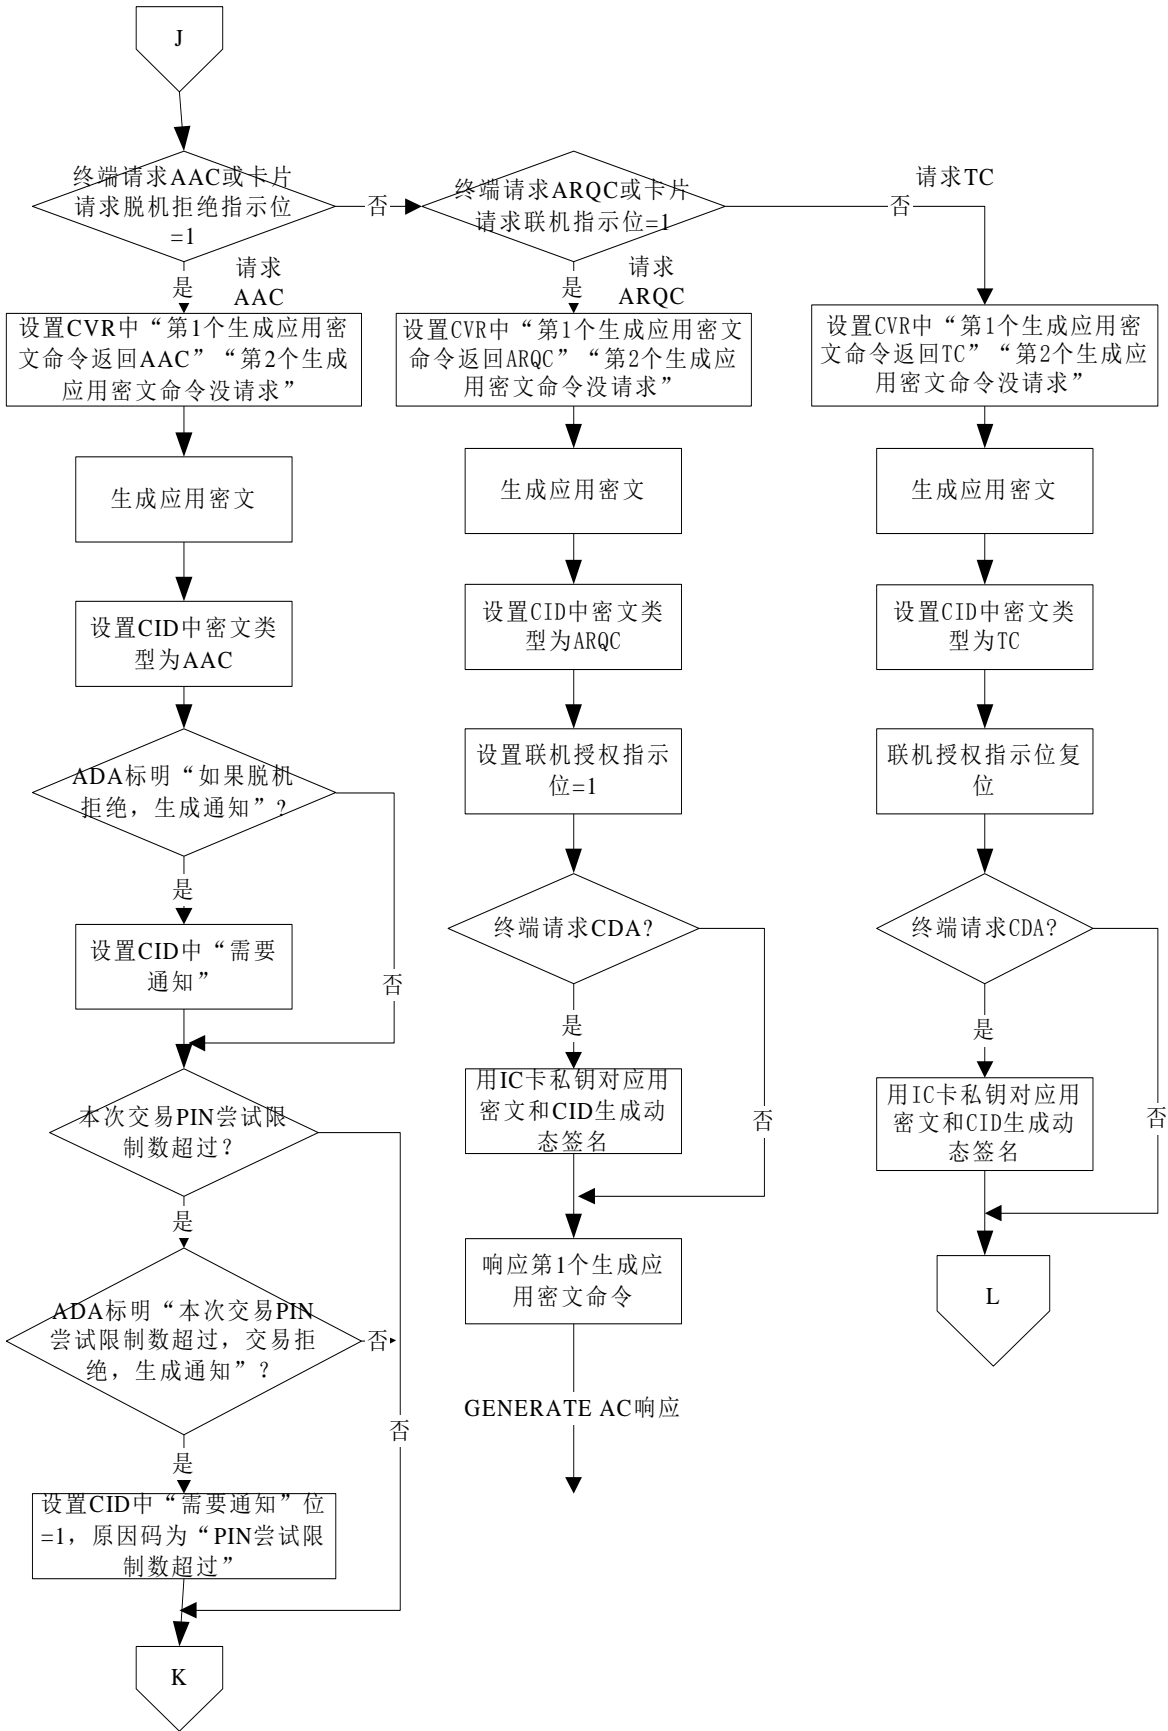 J
终端请求AAC或卡片
请求脱机拒绝指示位
=1
否
终端请求ARQC或卡片
请求联机指示位=1
否
请求TC
是
请求
AAC
是
请求
ARQC
设置CVR中“第1个生成应用密
文命令返回AAC”“第2个生成
应用密文命令没请求”
设置CVR中“第1个生成应用密文
命令返回ARQC”“第2个生成应
用密文命令没请求”
设置CVR中“第1个生成应用密
文命令返回TC”“第2个生成应
用密文命令没请求”
生成应用密文
生成应用密文
生成应用密文
设置CID中密文类
型为AAC
设置CID中密文类
型为ARQC
设置CID中密文类
型为TC
ADA标明“如果脱机
拒绝，生成通知”?
设置联机授权指示
位=1
联机授权指示位复
位
是
否
设置CID中“需要
通知”
终端请求CDA?
终端请求CDA?
是
否
是
否
用IC卡私钥对应用
密文和CID生成动
态签名
用IC卡私钥对应用
密文和CID生成动
态签名
本次交易PIN尝试限
制数超过？
是
否
响应第1个生成应
用密文命令
L
ADA标明“本次交易PIN
尝试限制数超过，交易拒
绝，生成通知”？
否
GENERATE AC响应
是
设置CID中“需要通知”位
=1，原因码为“PIN尝试限
制数超过”
K